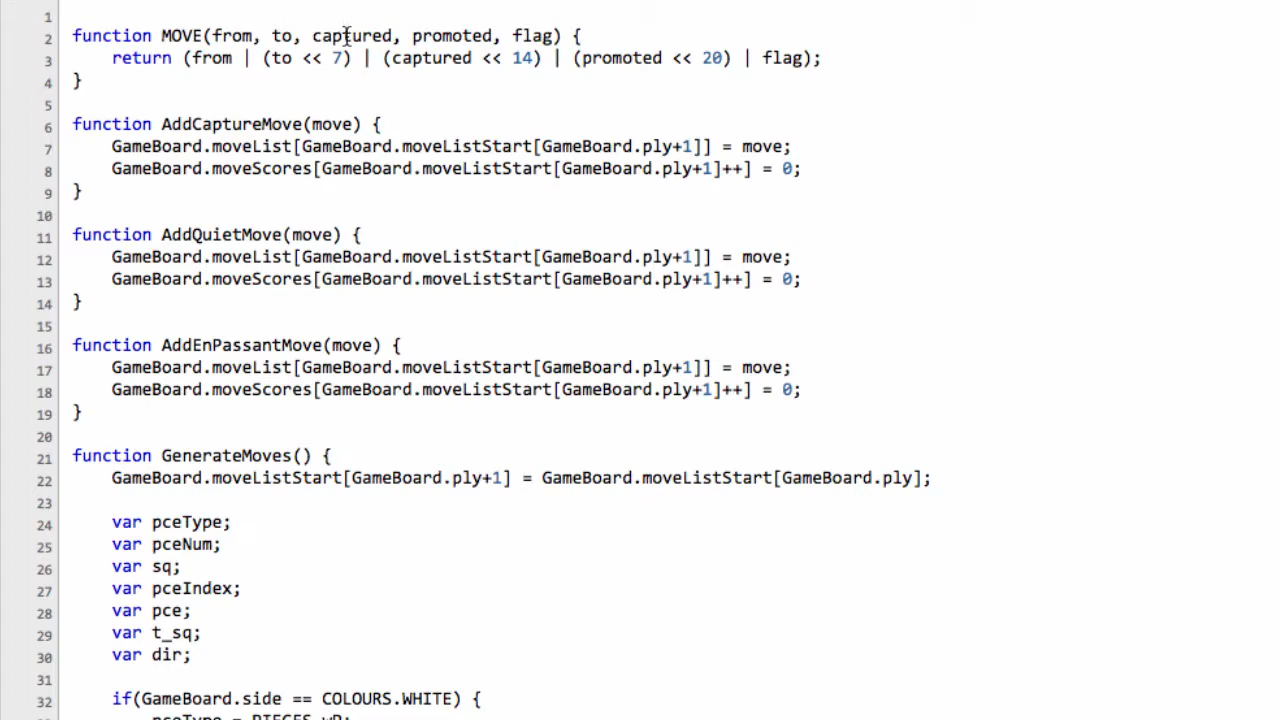 1
2 function MOVE(from, to, captured, promoted, flag) {
3 return (from | (to << 7) | (captured << 14) | (promoted << 20) | flag);
4 }
5
6 function AddCaptureMove(move) {
7 GameBoard.moveList[GameBoard.moveListStart[GameBoard.ply+1]] = move;
8 GameBoard.moveScores[GameBoard.moveListStart[GameBoard.ply+1]++] = 0;
9 }
10
11 function AddQuietMove(move) {
12 GameBoard.moveList[GameBoard.moveListStart[GameBoard.ply+1]] = move;
13 GameBoard.moveScores[GameBoard.moveListStart[GameBoard.ply+1]++] = 0;
14 }
15
16 function AddEnPassantMove(move) {
17 GameBoard.moveList[GameBoard.moveListStart[GameBoard.ply+1]] = move;
18 GameBoard.moveScores[GameBoard.moveListStart[GameBoard.ply+1]++] = 0;
19 }
20
21 function GenerateMoves() {
22 GameBoard.moveListStart[GameBoard.ply+1] = GameBoard.moveListStart[GameBoard.ply];
23
24 var pceType;
25 var pceNum;
26 var sq;
27 var pceIndex;
28 var pce;
29 var t_sq;
30 var dir;
31
32 if(GameBoard.side == COLOURS.WHITE) {
pceType = PIECES.wP;